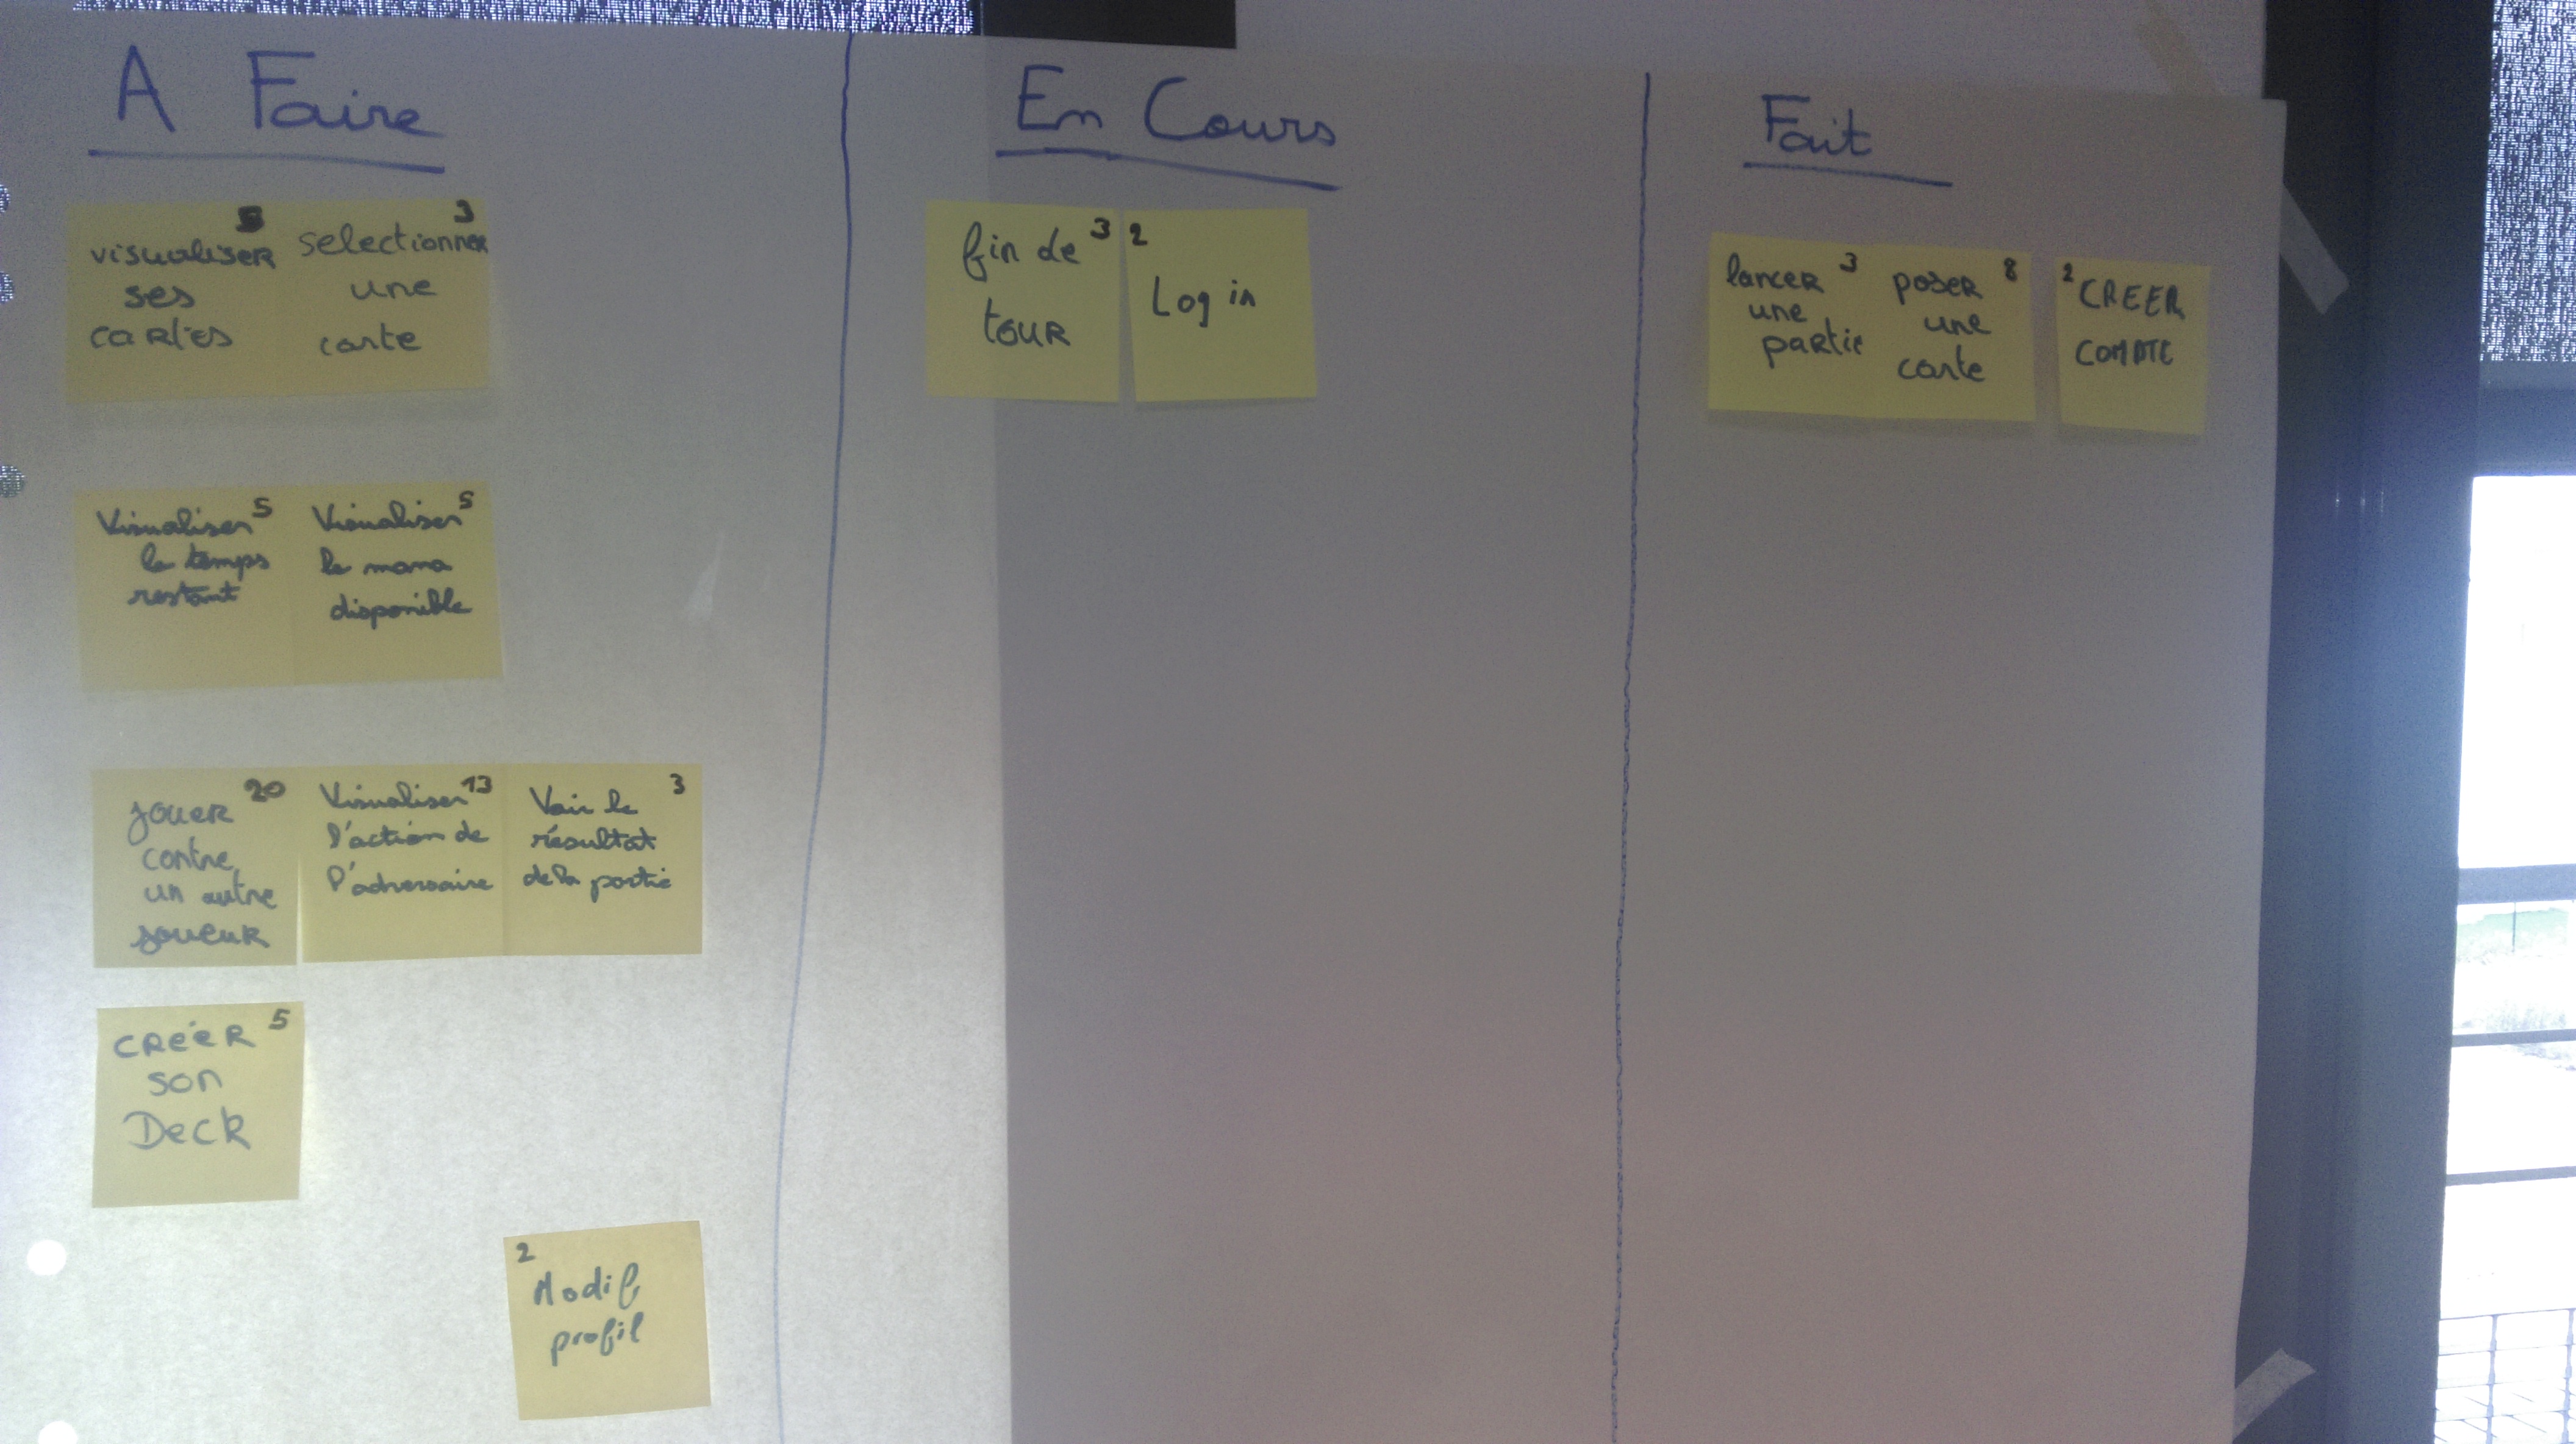 A Faire
visualiser
ses
cartes
3
selectionner
une
carte
5
Visualiser
le temps
restant
5
Visualiser
le mana
disponible
20
jouer
contre
un autre
joueur
13
Visualiser
l'action de
l'adversaire
3
Voir le
résultat
de la partie
5
CRéER
son
Deck
2
Modif
profil
En Cours
3
fin de
tour
2
Log in
Fait
3
lancer
une
partie
8
poser
une
carte
2
CREER
COMPTE